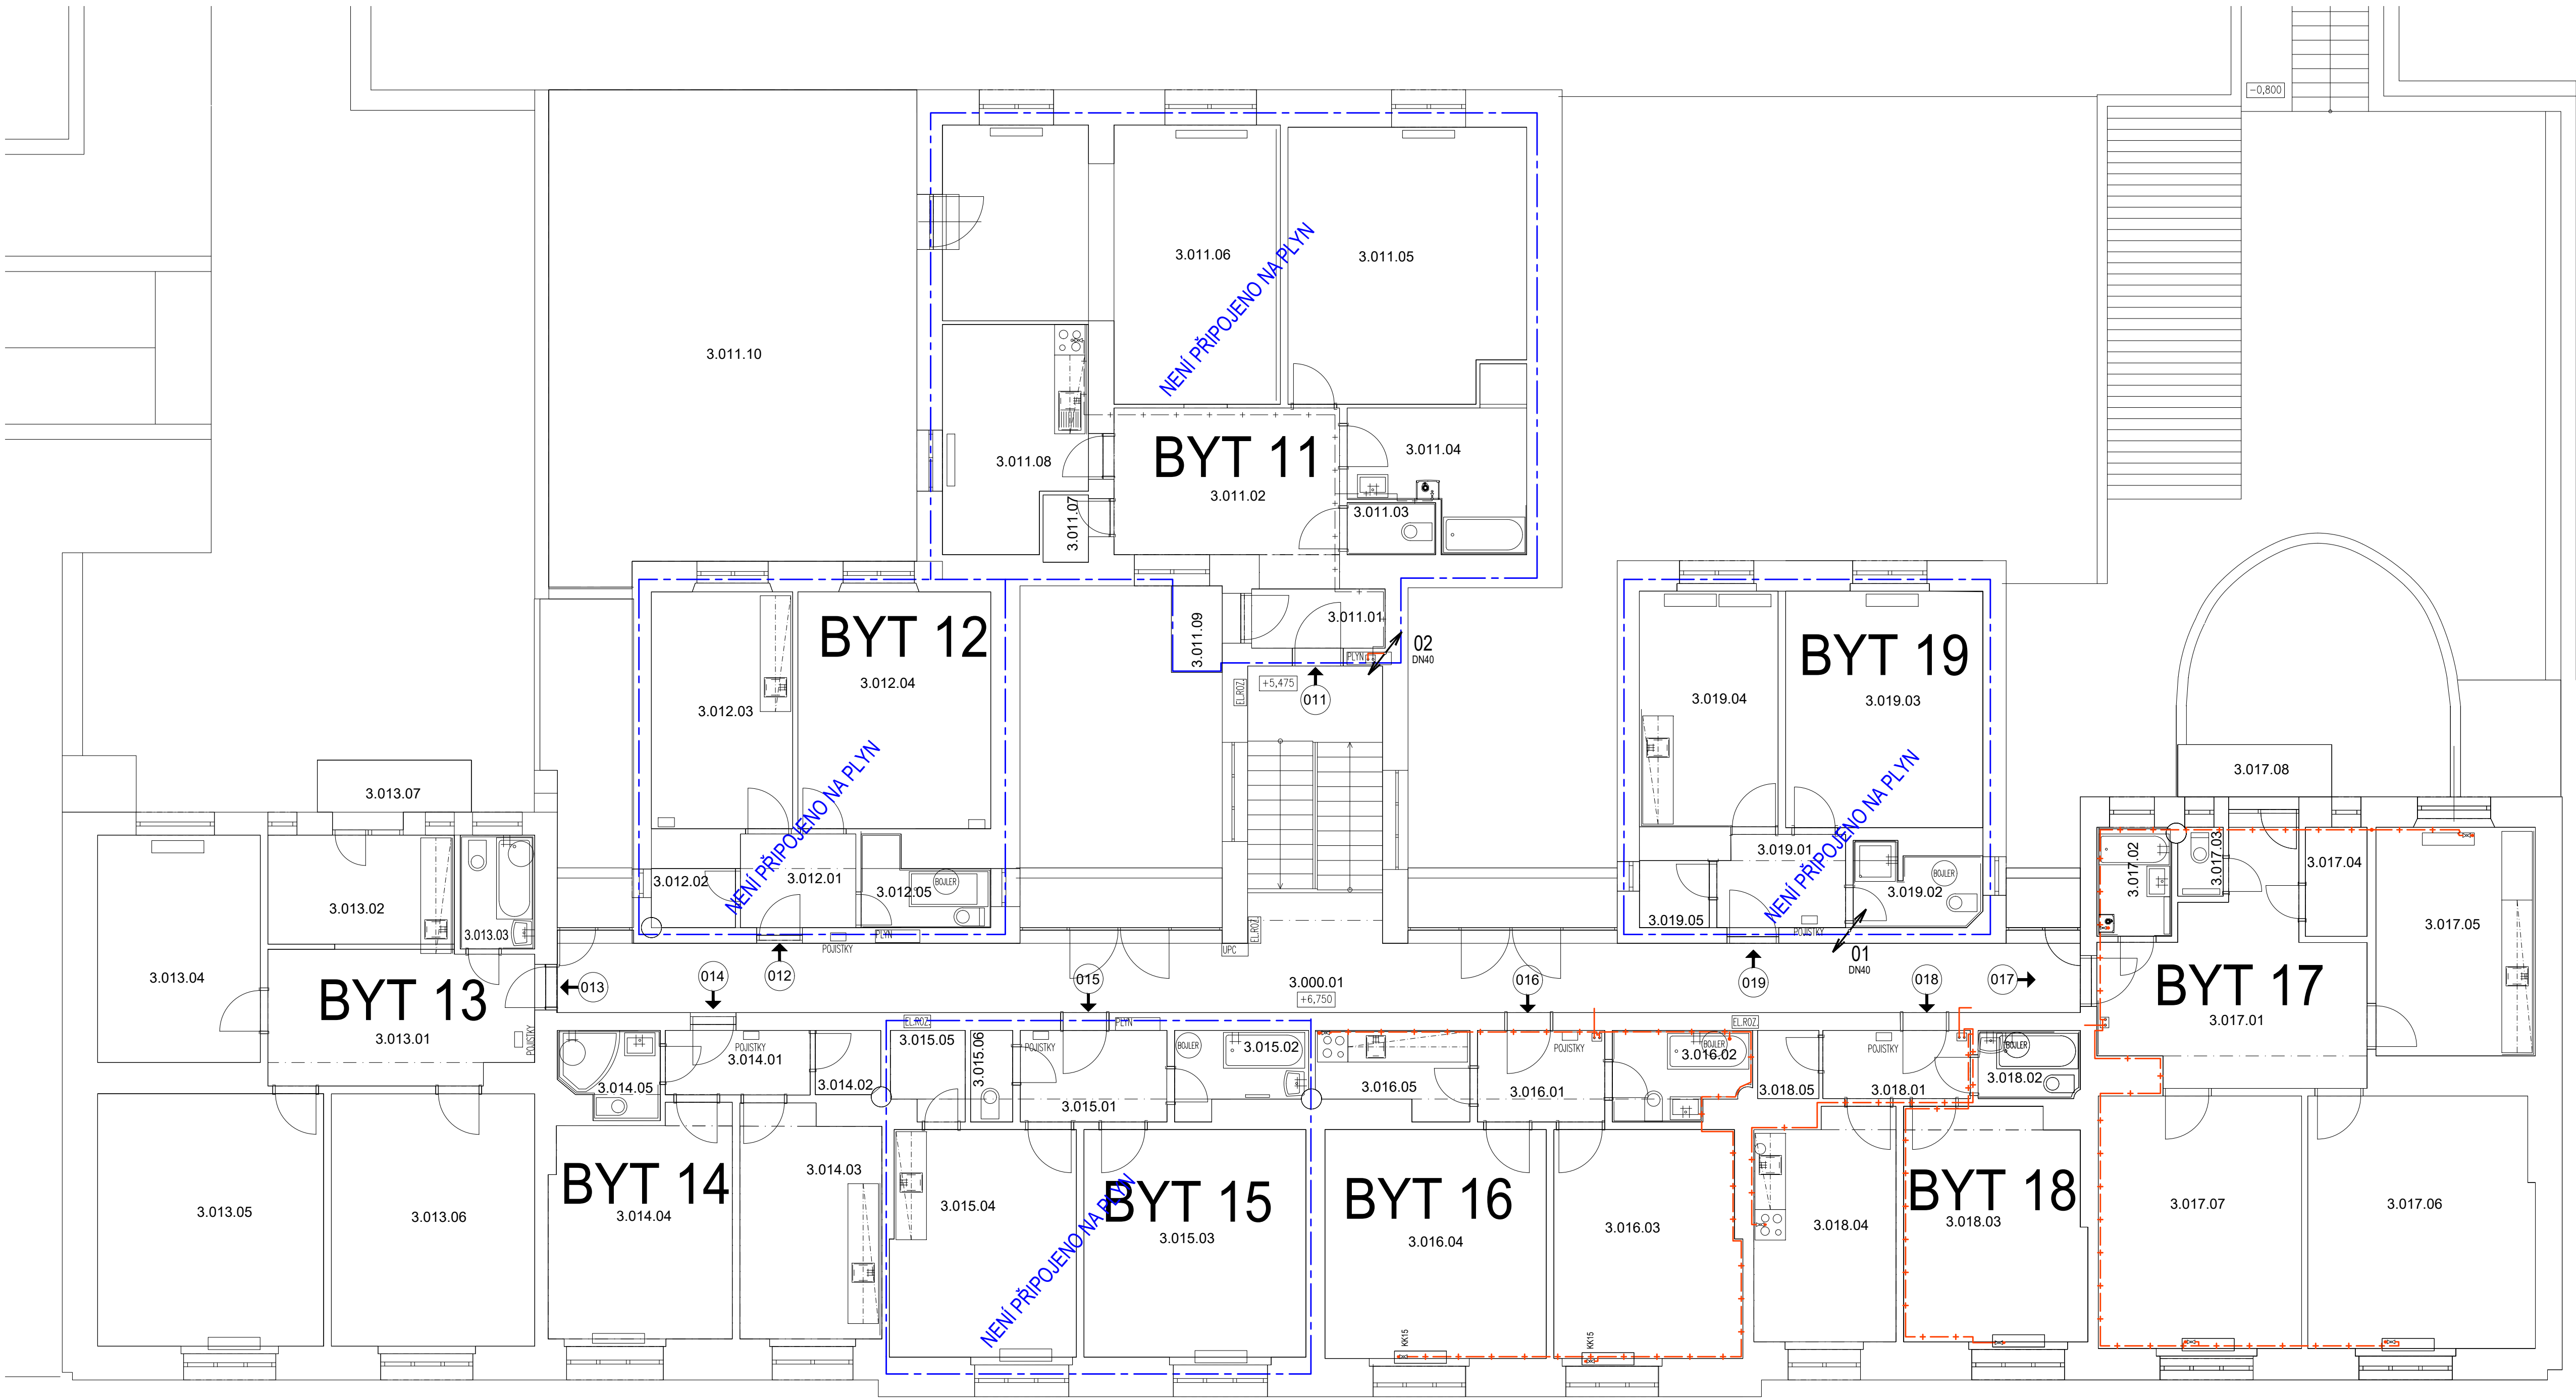 -0,800
3.011.10
3.011.06
3.011.05
NENÍ PŘIPOJENO NA PLYN
3.011.08
BYT 11
3.011.02
3.011.04
3.011.07
3.011.03
3.011.09
3.011.01
PLYN
02
DN40
EL.ROZ.
+5,475
011
BYT 12
3.012.04
3.012.03
NENÍ PŘIPOJENO NA PLYN
3.012.02
3.012.01
3.012.05
BOJLER
POJISTKY
PLYN
BYT 19
3.019.04
3.019.03
NENÍ PŘIPOJENO NA PLYN
3.019.01
3.019.02
BOJLER
3.019.05
POJISTKY
01
DN40
3.017.08
3.013.07
3.013.02
3.013.03
3.013.04
BYT 13
3.013.01
POJISTKY
3.013.05
3.013.06
3.017.02
3.017.03
3.017.04
3.017.05
BYT 17
3.017.01
3.017.07
3.017.06
UPC
EL.ROZ.
013
014
012
015
3.000.01
+6,750
016
019
018
017
EL.ROZ.
PLYN
EL.ROZ.
POJISTKY
3.014.01
3.014.02
3.014.05
3.014.03
BYT 14
3.014.04
3.015.05
3.015.06
POJISTKY
3.015.01
BOJLER
3.015.02
3.015.04
BYT 15
3.015.03
NENÍ PŘIPOJENO NA PLYN
3.016.05
3.016.01
POJISTKY
3.016.02
BYT 16
3.016.04
3.016.03
KK15
KK15
3.018.05
3.018.01
POJISTKY
BOJLER
3.018.02
3.018.04
BYT 18
3.018.03